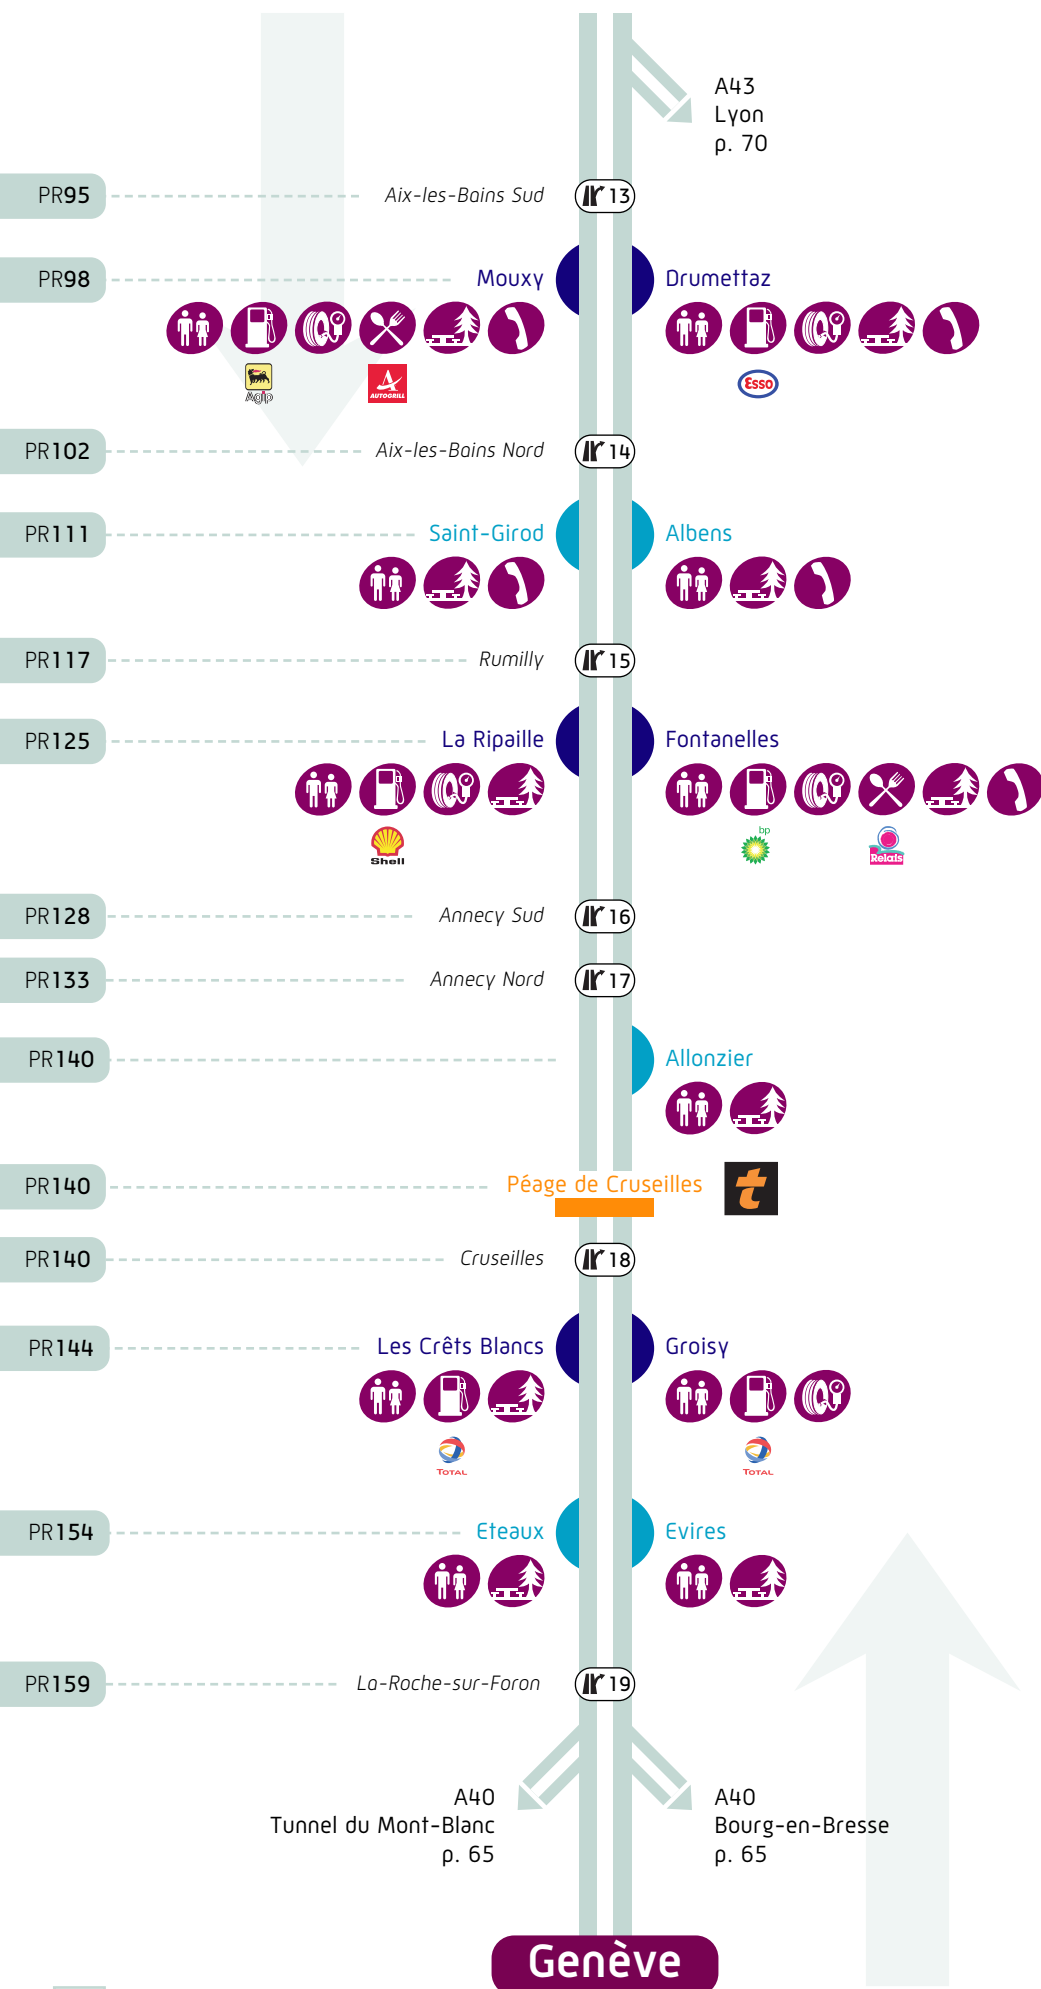 A43
Lyon
p. 70
PR95
Aix-les-Bains Sud
13
PR98
Mouxy
Drumettaz
Agip
AUTOGRILL
Esso
PR102
Aix-les-Bains Nord
14
PR111
Saint-Girod
Albens
PR117
Rumilly
15
PR125
La Ripaille
Fontanelles
Shell
bp
Relais
PR128
Annecy Sud
16
PR133
Annecy Nord
17
PR140
Allonzier
PR140
Péage de Cruseilles
t
PR140
Cruseilles
18
PR144
Les Crêts Blancs
Groisy
TOTAL
TOTAL
PR154
Eteaux
Evires
PR159
La-Roche-sur-Foron
19
A40
Tunnel du Mont-Blanc
p. 65
A40
Bourg-en-Bresse
p. 65
Genève